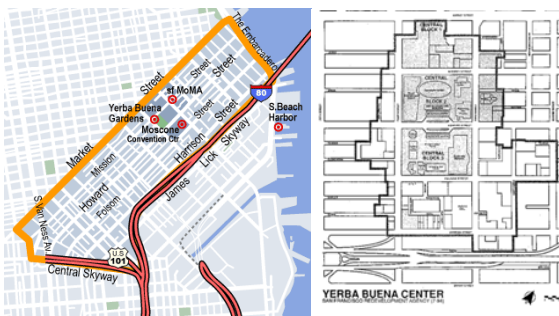 The Embarcadero
Street
Street
Street
sf MoMA
Street
Street
80
Yerba Buena
Gardens
S.Beach
Harbor
Moscone
Convention Ctr.
Market
Mission
Harrison
Lick Skyway
Howard
Folsom
James
S Van Ness Av
U.S
101
Central Skyway
CENTRAL
BLOCK 1
CENTRAL
BLOCK 2
CENTRAL
BLOCK 3
YERBA BUENA CENTER
SAN FRANCISCO REDEVELOPMENT AGENCY